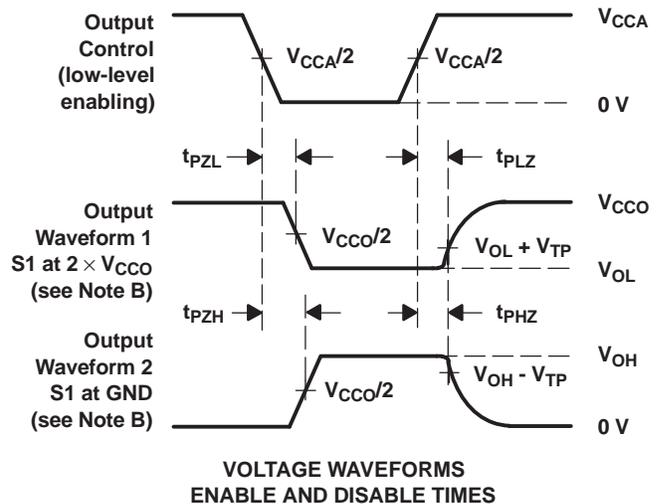 Output
Control
(low-level
enabling)
V_CCA/2
V_CCA/2
V_CCA
0 V
t_PZL
t_PLZ
Output
Waveform 1
S1 at 2 × V_CCO
(see Note B)
V_CCO/2
V_CCO
V_OL + V_TP
V_OL
t_PZH
t_PHZ
Output
Waveform 2
S1 at GND
(see Note B)
V_CCO/2
V_OH
V_OH - V_TP
0 V
VOLTAGE WAVEFORMS
ENABLE AND DISABLE TIMES